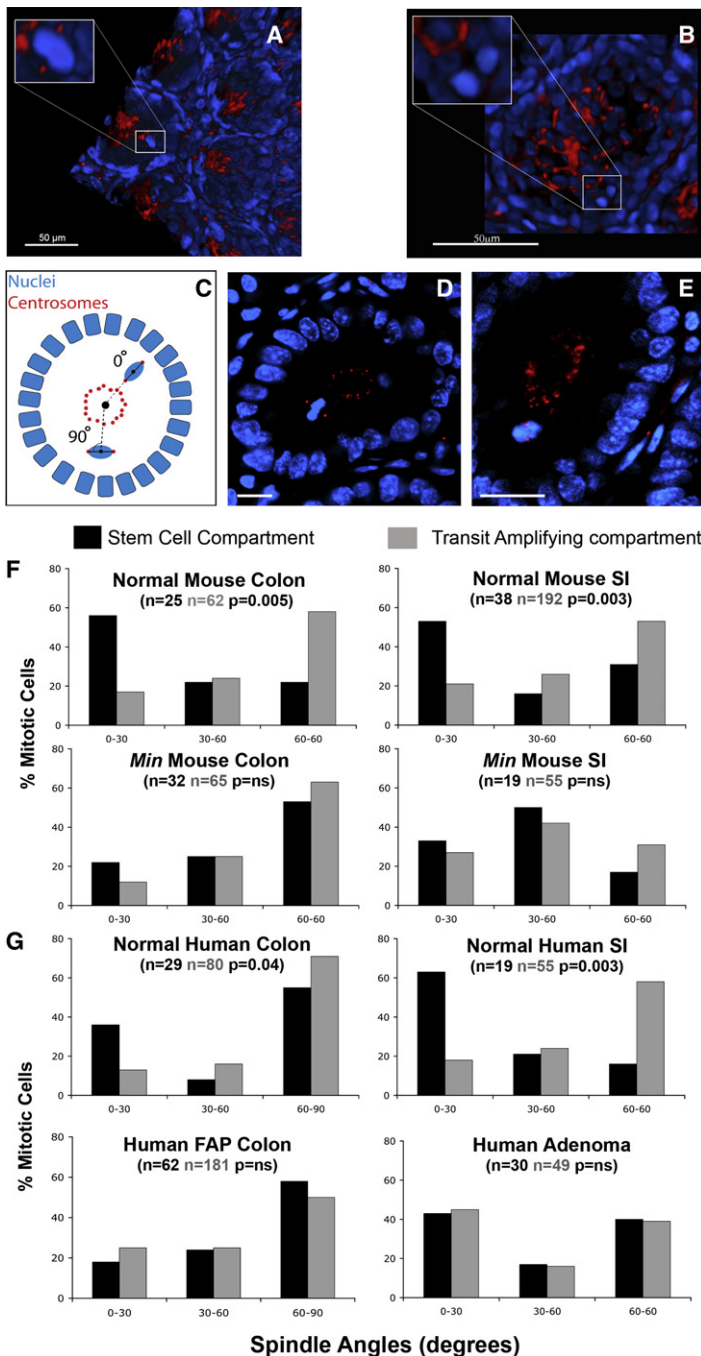 A
B
50 µm
50µm
Nuclei
Centrosomes
C
0°
90°
D
E
Stem Cell Compartment
Transit Amplifying compartment
F
Normal Mouse Colon
(n=25 n=62 p=0.005)
80
60
40
20
0
0-30
30-60
60-60
Normal Mouse SI
(n=38 n=192 p=0.003)
80
60
40
20
0
0-30
30-60
60-60
% Mitotic Cells
Min Mouse Colon
(n=32 n=65 p=ns)
80
60
40
20
0
0-30
30-60
60-60
Min Mouse SI
(n=19 n=55 p=ns)
80
60
40
20
0
0-30
30-60
60-60
G
Normal Human Colon
(n=29 n=80 p=0.04)
80
60
40
20
0
0-30
30-60
60-90
Normal Human SI
(n=19 n=55 p=0.003)
80
60
40
20
0
0-30
30-60
60-60
% Mitotic Cells
Human FAP Colon
(n=62 n=181 p=ns)
80
60
40
20
0
0-30
30-60
60-90
Human Adenoma
(n=30 n=49 p=ns)
80
60
40
20
0
0-30
30-60
60-60
Spindle Angles (degrees)